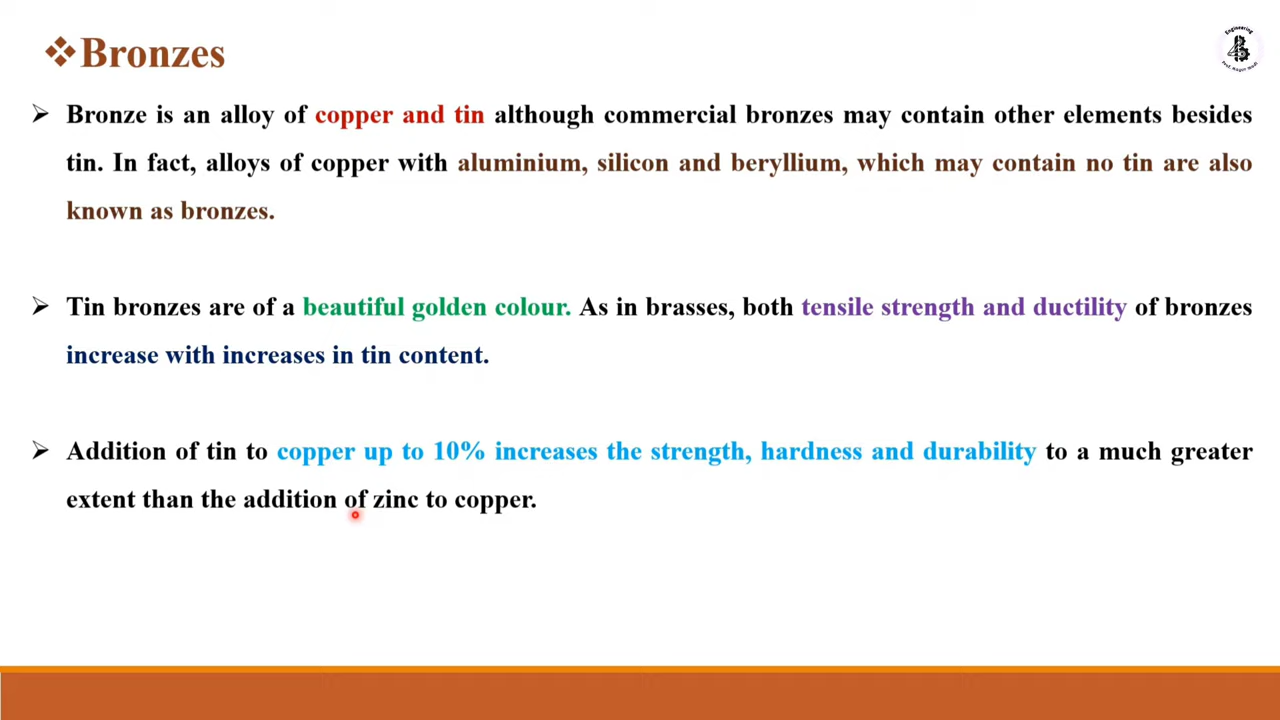 Bronzes
Engineering
Prof. Mayur Modi
Bronze is an alloy of copper and tin although commercial bronzes may contain other elements besides
tin. In fact, alloys of copper with aluminium, silicon and beryllium, which may contain no tin are also
known as bronzes.
Tin bronzes are of a beautiful golden colour. As in brasses, both tensile strength and ductility of bronzes
increase with increases in tin content.
Addition of tin to copper up to 10% increases the strength, hardness and durability to a much greater
extent than the addition of zinc to copper.